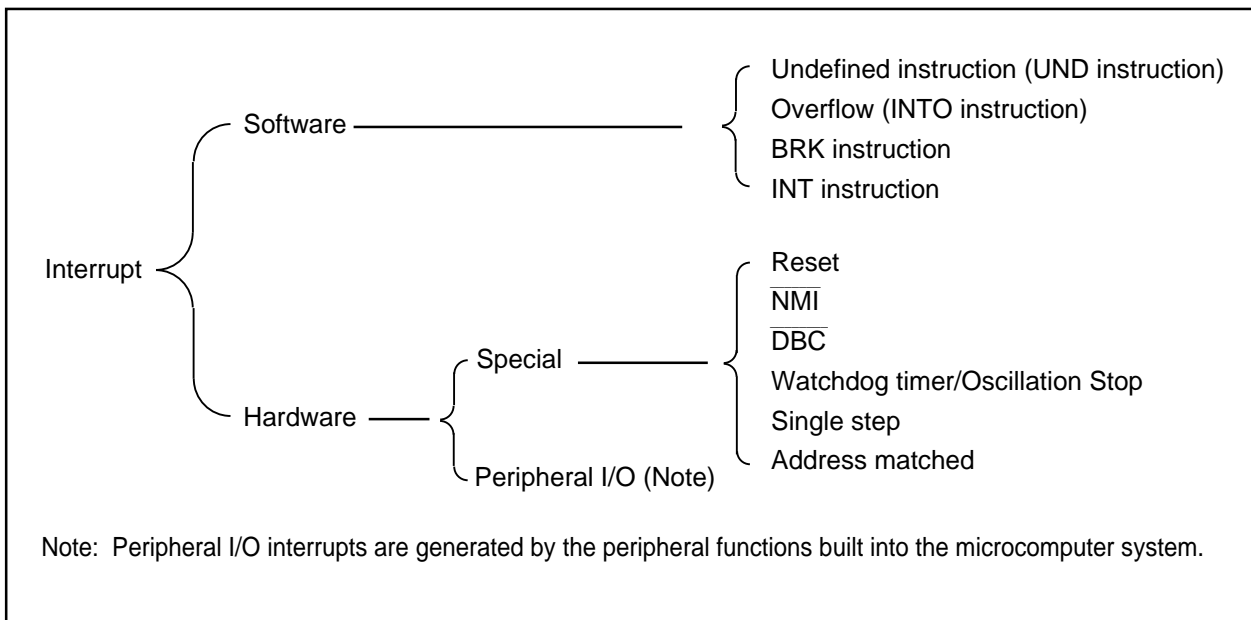 Interrupt
Software
Undefined instruction (UND instruction)
Overflow (INTO instruction)
BRK instruction
INT instruction
Hardware
Special
Reset
N̅M̅I̅
D̅B̅C̅
Watchdog timer/Oscillation Stop
Single step
Address matched
Peripheral I/O (Note)
Note: Peripheral I/O interrupts are generated by the peripheral functions built into the microcomputer system.